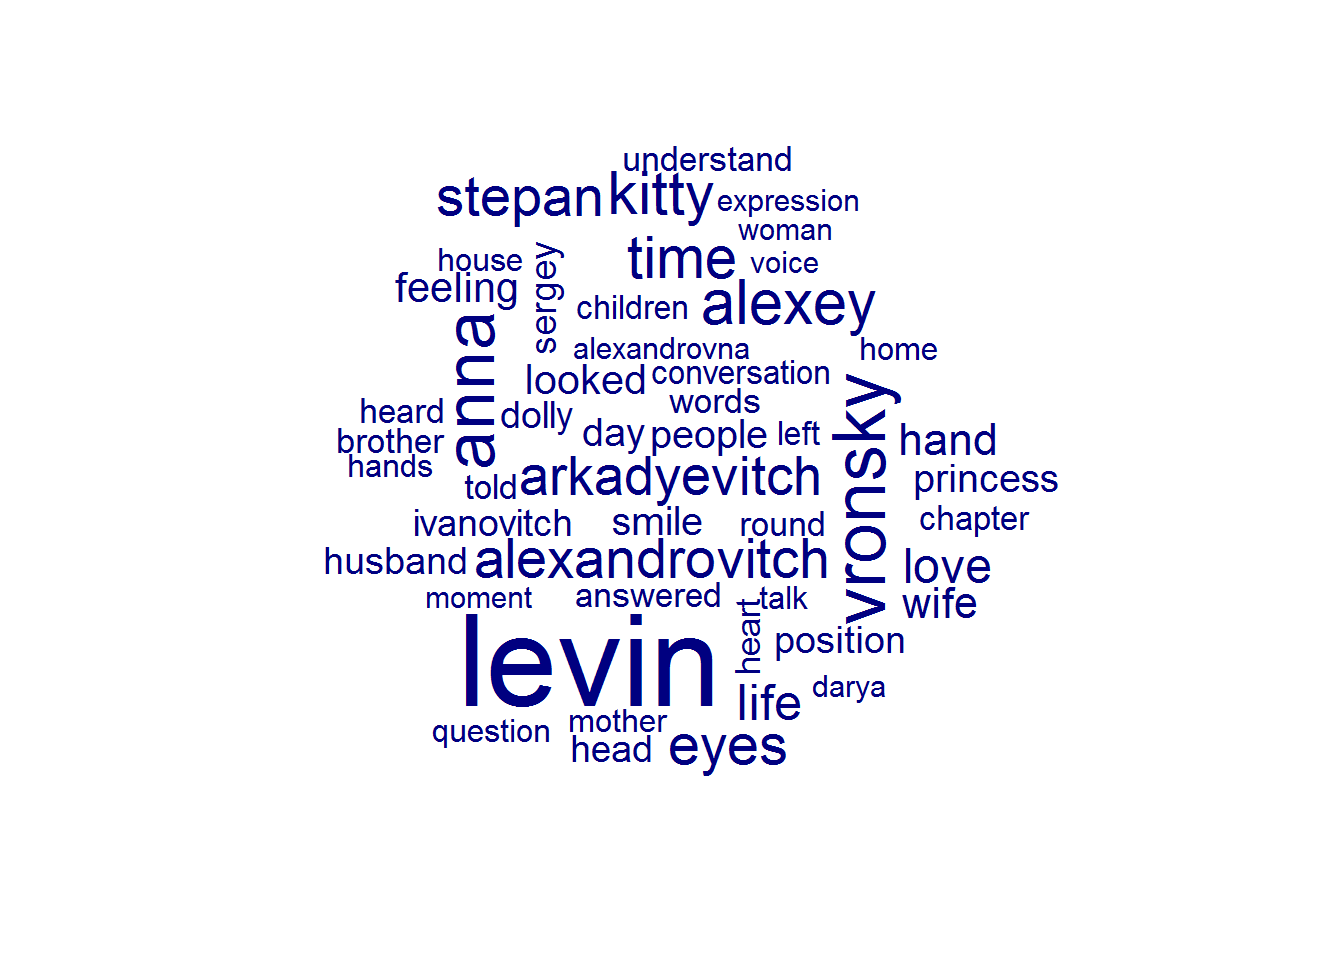 understand
stepan kitty expression
woman
house sergey time voice
feeling children alexey
anna alexandrovna home
looked conversation
heard dolly words vronsky
brother day people left hand
hands told arkadyevitch princess
ivanovitch smile round chapter
husband alexandrovitch love
moment answered talk wife
levin heart position
life darya
question mother
head eyes